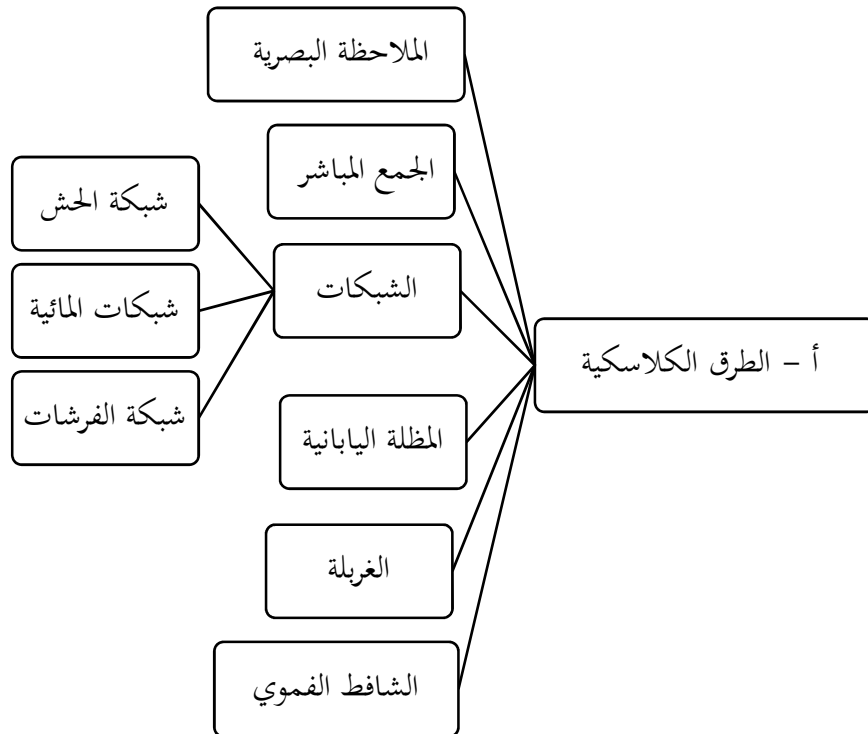 أ – الطرق الكلاسكية
الملاحظة البصرية
الجمع المباشر
الشبكات
شبكة الحش
شبكات المائية
شبكة الفرشات
المظلة اليابانية
الغربلة
الشافط الفموي